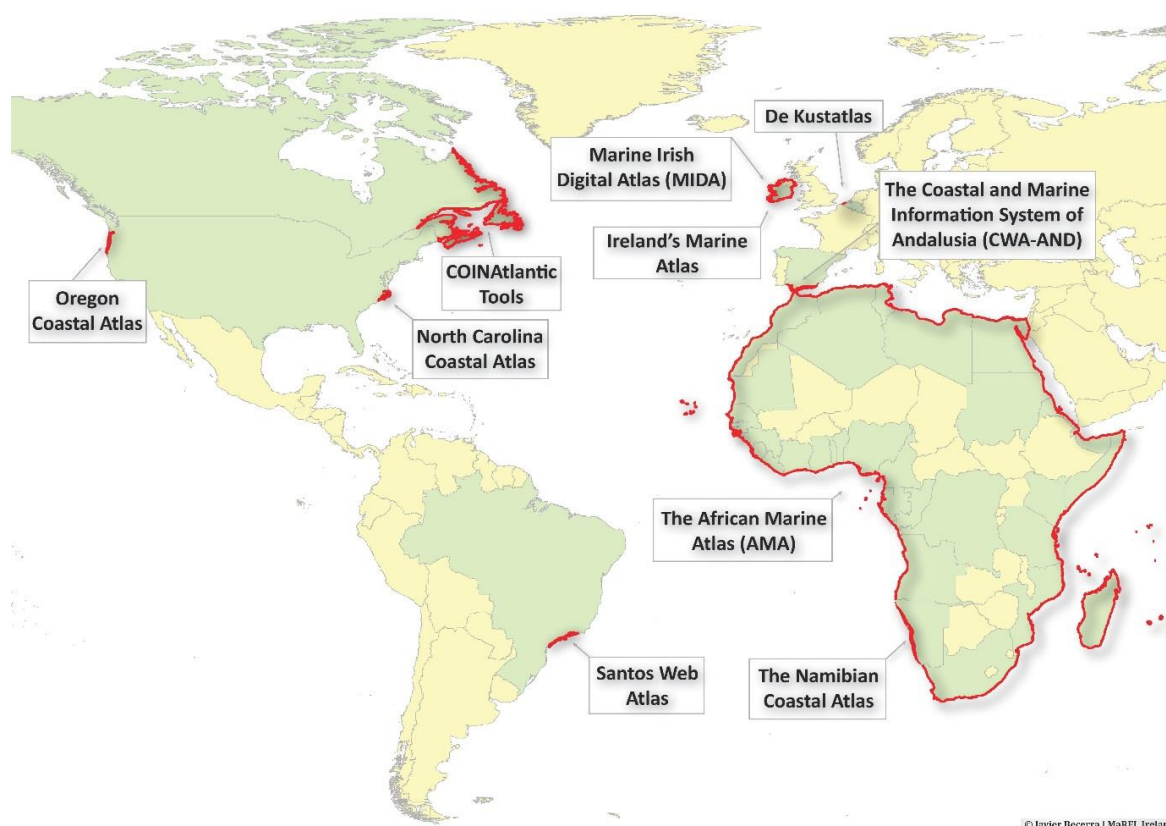 De Kustatlas
Marine Irish
Digital Atlas (MIDA)
The Coastal and Marine
Information System of
Andalusia (CWA-AND)
Ireland's Marine
Atlas
COINAtlantic
Tools
Oregon
Coastal Atlas
North Carolina
Coastal Atlas
The African Marine
Atlas (AMA)
Santos Web
Atlas
The Namibian
Coastal Atlas
© Javier Becerra | MaREI, Irelan